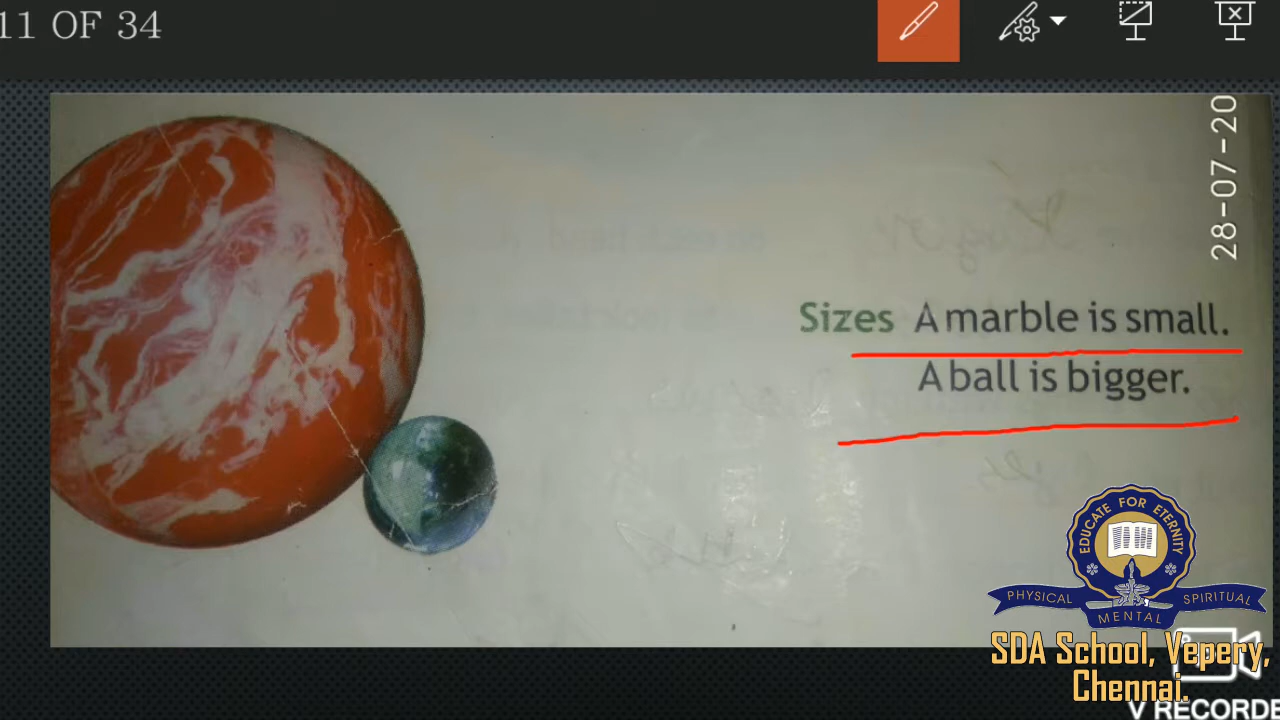 11 OF 34
28-07-20
Sizes A marble is small.
A ball is bigger.
EDUCATE FOR ETERNITY
PHYSICAL MENTAL SPIRITUAL
SDA School, Vepery,
Chennai.
V RECORDE